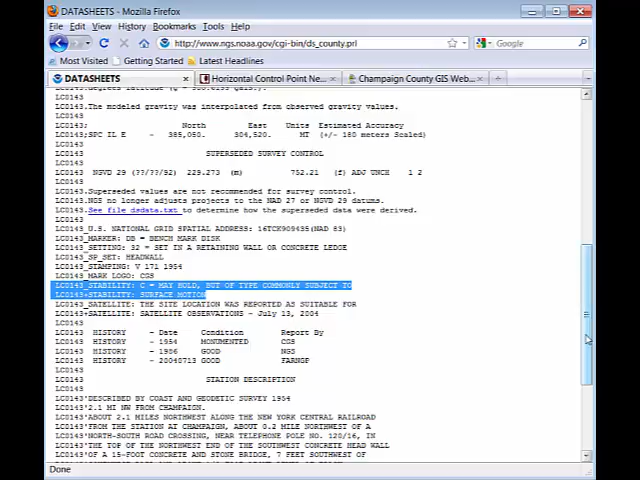 DATASHEETS - Mozilla Firefox
File Edit View History Bookmarks Tools Help
http://www.ngs.noaa.gov/cgi-bin/ds_county.prl
Google
Most Visited Getting Started Latest Headlines
DATASHEETS
Horizontal Control Point Ne...
Champaign County GIS Web...
LC0143
LC0143.The modeled gravity was interpolated from observed gravity values.
LC0143
LC0143; North East Units Estimated Accuracy
LC0143;SPC IL E - 385,050. 304,520. MT (+/- 180 meters Scaled)
LC0143
LC0143 SUPERSEDED SURVEY CONTROL
LC0143
LC0143 NGVD 29 (??/??/92) 229.273 (m) 752.21 (f) ADJ UNCH 1 2
LC0143
LC0143.Superseded values are not recommended for survey control.
LC0143.NGS no longer adjusts projects to the NAD 27 or NGVD 29 datums.
LC0143.See file dsdata.txt to determine how the superseded data were derived.
LC0143
LC0143_U.S. NATIONAL GRID SPATIAL ADDRESS: 16TCK909435(NAD 83)
LC0143_MARKER: DB = BENCH MARK DISK
LC0143_SETTING: 32 = SET IN A RETAINING WALL OR CONCRETE LEDGE
LC0143_SP_SET: HEADWALL
LC0143_STAMPING: V 171 1954
LC0143_MARK LOGO: CGS
LC0143_STABILITY: C = MAY HOLD, BUT OF TYPE COMMONLY SUBJECT TO
LC0143+STABILITY: SURFACE MOTION
LC0143_SATELLITE: THE SITE LOCATION WAS REPORTED AS SUITABLE FOR
LC0143+SATELLITE: SATELLITE OBSERVATIONS - July 13, 2004
LC0143
LC0143 HISTORY - Date Condition Report By
LC0143 HISTORY - 1954 MONUMENTED CGS
LC0143 HISTORY - 1986 GOOD NGS
LC0143 HISTORY - 20040713 GOOD FARNGP
LC0143
LC0143 STATION DESCRIPTION
LC0143
LC0143'DESCRIBED BY COAST AND GEODETIC SURVEY 1954
LC0143'2.1 MI NW FROM CHAMPAIGN.
LC0143'ABOUT 2.1 MILES NORTHWEST ALONG THE NEW YORK CENTRAL RAILROAD
LC0143'FROM THE STATION AT CHAMPAIGN, ABOUT 0.2 MILE NORTHWEST OF
LC0143'NORTH-SOUTH ROAD CROSSING, NEAR TELEPHONE POLE NO. 120/16, IN
LC0143'THE TOP OF THE NORTHWEST END OF THE SOUTHWEST CONCRETE HEAD WALL
LC0143'OF A 15-FOOT CONCRETE AND STONE BRIDGE, 7 FEET SOUTHWEST OF
Done